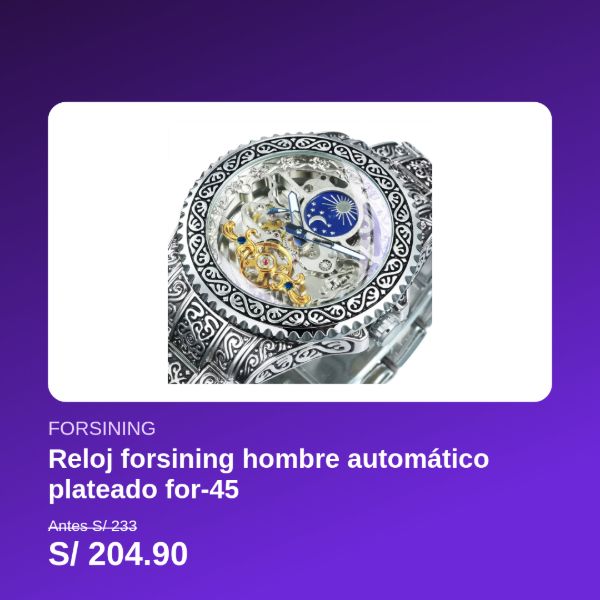 FORSINING
Reloj forsining hombre automático
plateado for-45
Antes S/ 233
S/ 204.90